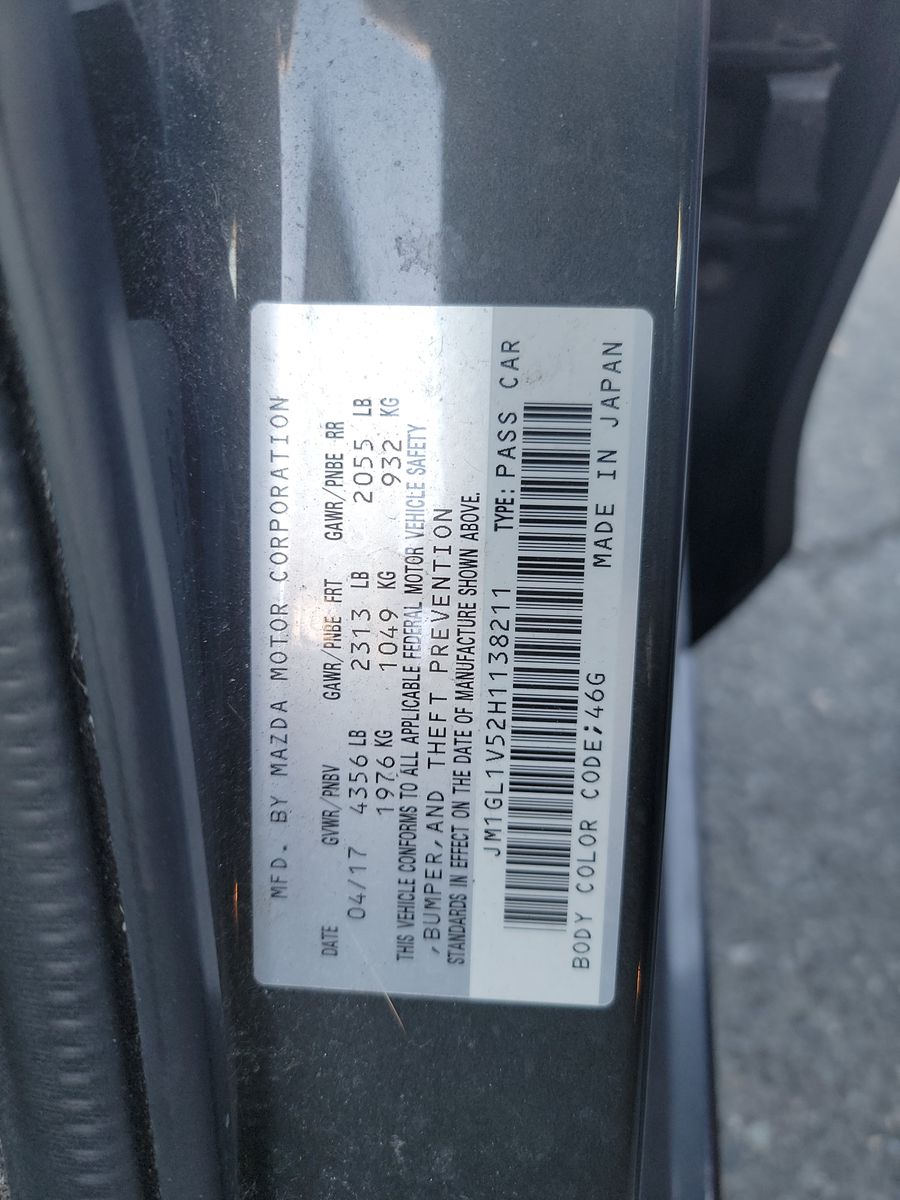 MFD. BY MAZDA MOTOR CORPORATION
DATE GVWR/PNBV GAWR/PNBE FRT GAWR/PNBE RR
04/17 4356 LB 2313 LB 2055 LB
1976 KG 1049 KG 932 KG
THIS VEHICLE CONFORMS TO ALL APPLICABLE FEDERAL MOTOR VEHICLE SAFETY
,BUMPER,AND THEFT PREVENTION
STANDARDS IN EFFECT ON THE DATE OF MANUFACTURE SHOWN ABOVE.
JM1GL1V52H1138211 TYPE: PASS CAR
BODY COLOR CODE;46G MADE IN JAPAN